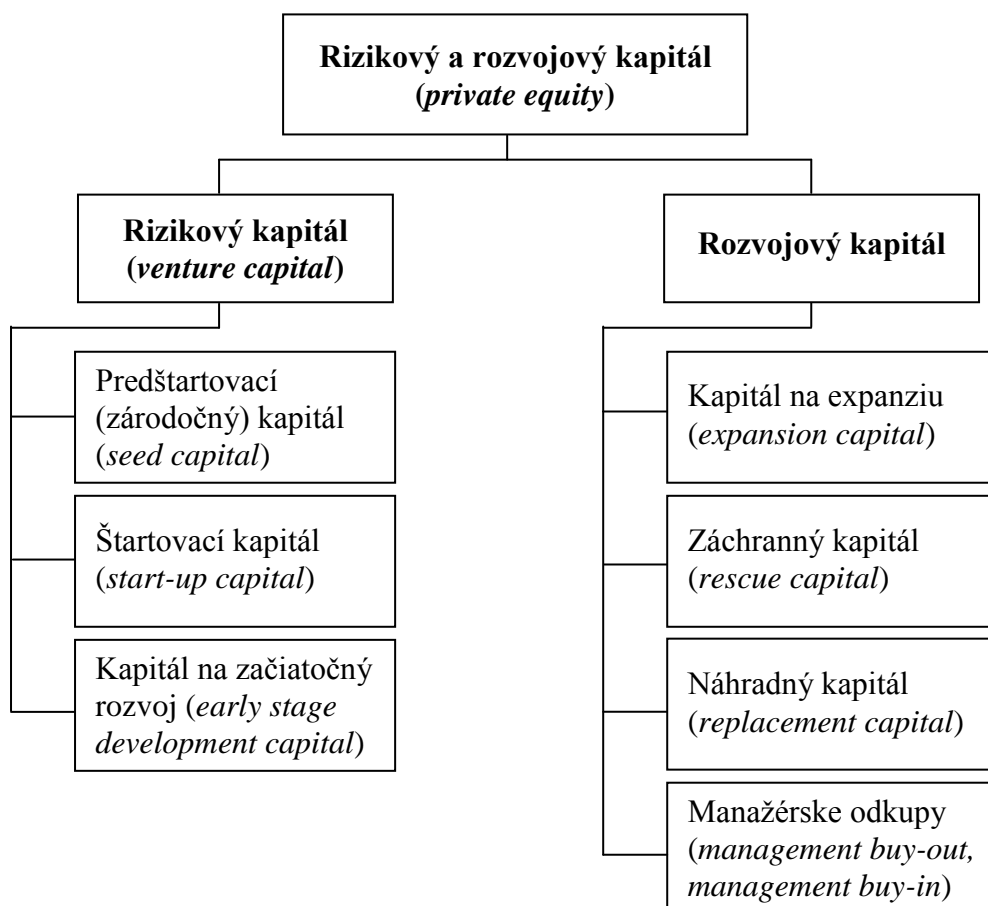 Rizikový a rozvojový kapitál
(private equity)
Rizikový kapitál
(venture capital)
Predštartovací
(zárodočný) kapitál
(seed capital)
Štartovací kapitál
(start-up capital)
Kapitál na začiatočný
rozvoj (early stage
development capital)
Rozvojový kapitál
Kapitál na expanziu
(expansion capital)
Záchranný kapitál
(rescue capital)
Náhradný kapitál
(replacement capital)
Manažérske odkupy
(management buy-out,
management buy-in)